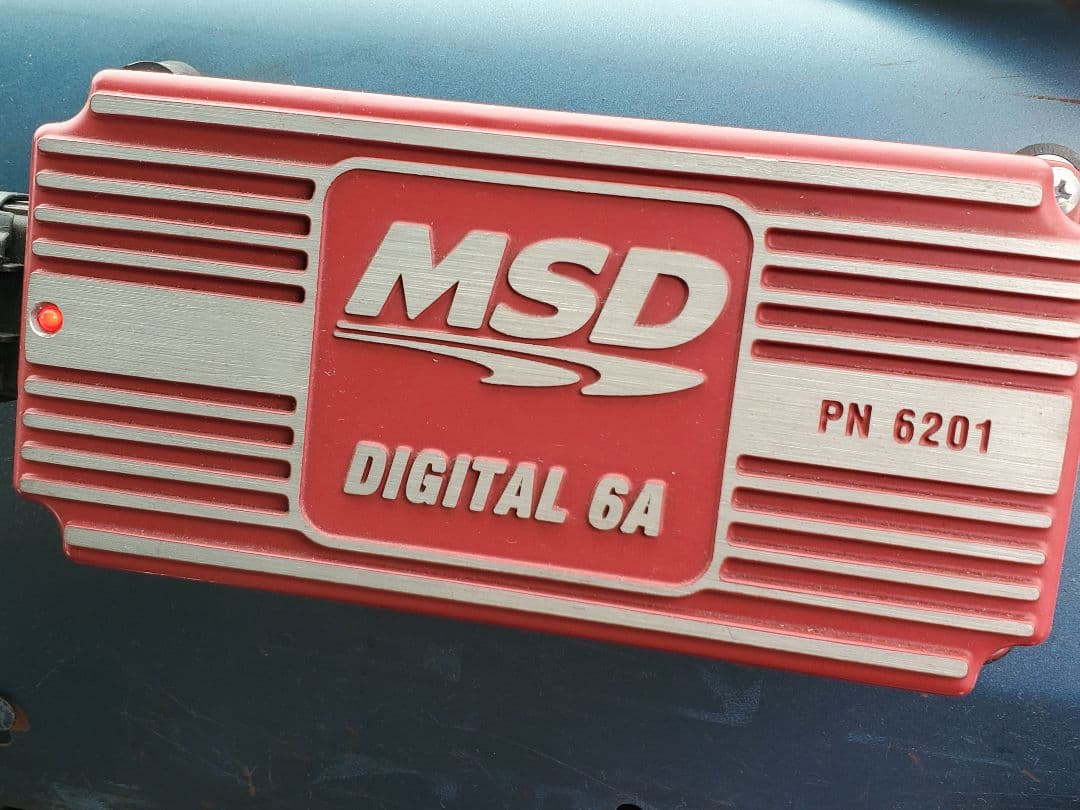 MSD
DIGITAL 6A
PN 6201